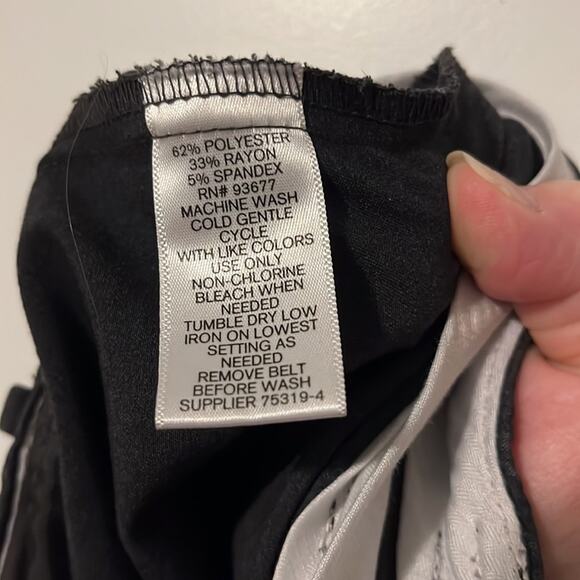 62% POLYESTER
33% RAYON
5% SPANDEX
RN# 93677
MACHINE WASH
COLD GENTLE
CYCLE
WITH LIKE COLORS
USE ONLY
NON-CHLORINE
BLEACH WHEN
NEEDED
TUMBLE DRY LOW
IRON ON LOWEST
SETTING AS
NEEDED
REMOVE BELT
BEFORE WASH
SUPPLIER 75319-4